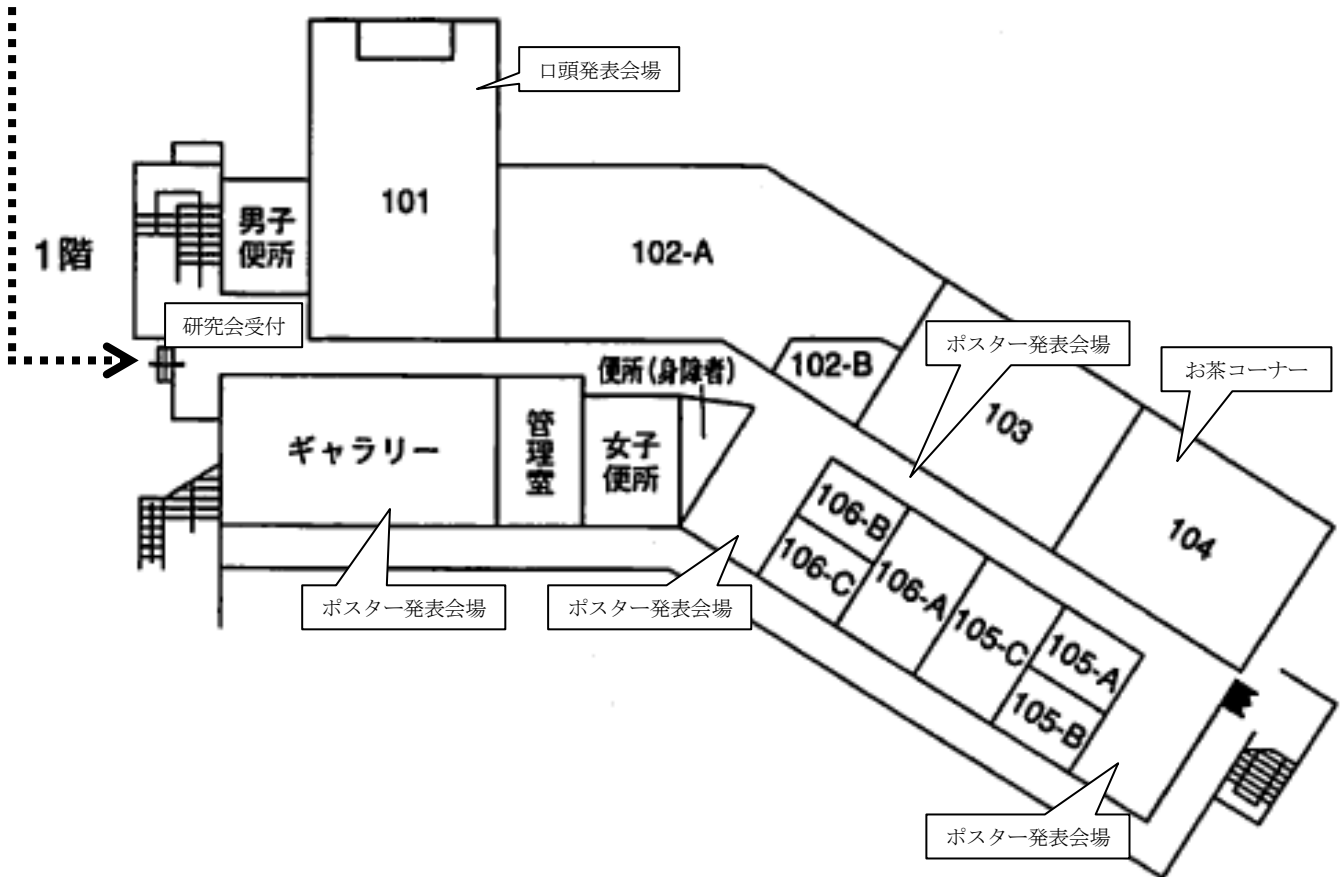 口頭発表会場
101
男子
便所
1階
102-A
研究会受付
ポスター発表会場
便所(身障者)
102-B
お茶コーナー
103
ギャラリー
管
理
室
女子
便所
106-B
104
106-C
106-A
ポスター発表会場
ポスター発表会場
105-C
105-A
105-B
ポスター発表会場